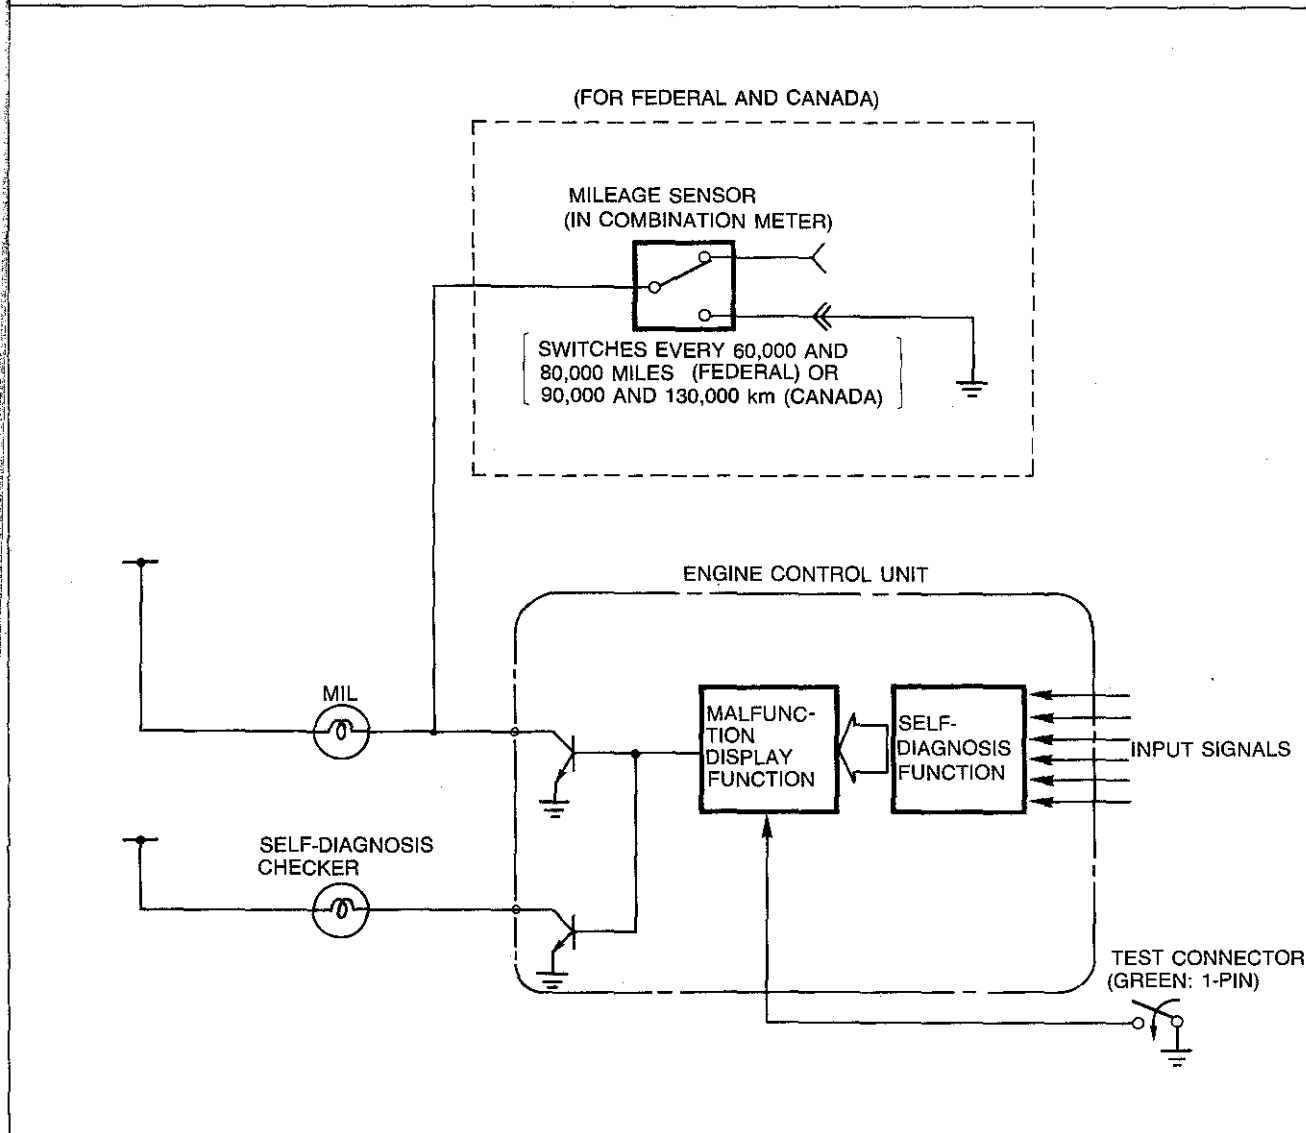 (FOR FEDERAL AND CANADA)
MILEAGE SENSOR
(IN COMBINATION METER)
SWITCHES EVERY 60,000 AND
80,000 MILES (FEDERAL) OR
90,000 AND 130,000 km (CANADA)
ENGINE CONTROL UNIT
MIL
MALFUNC-
TION
DISPLAY
FUNCTION
SELF-
DIAGNOSIS
FUNCTION
INPUT SIGNALS
SELF-DIAGNOSIS
CHECKER
TEST CONNECTOR
(GREEN: 1-PIN)